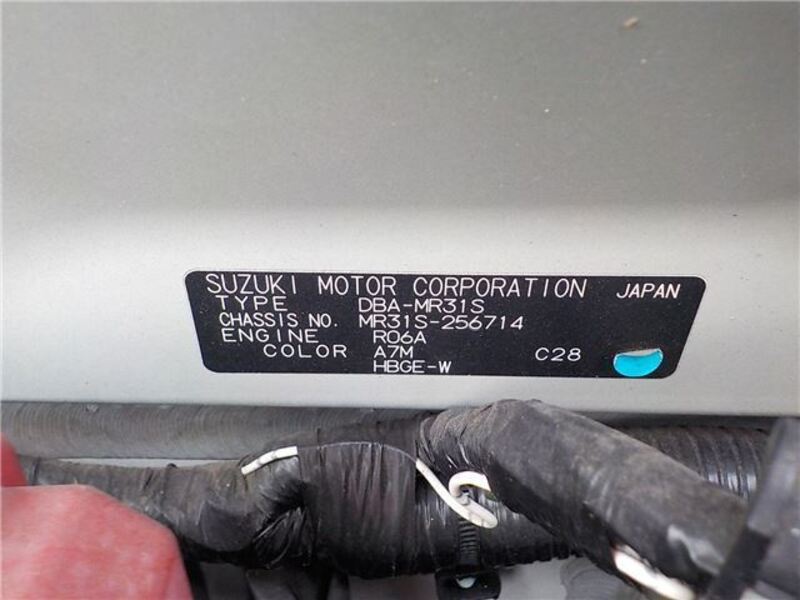 SUZUKI MOTOR CORPORATION JAPAN
TYPE DBA-MR31S
CHASSIS NO. MR31S-256714
ENGINE R06A
COLOR A7M C28
HBGE-W